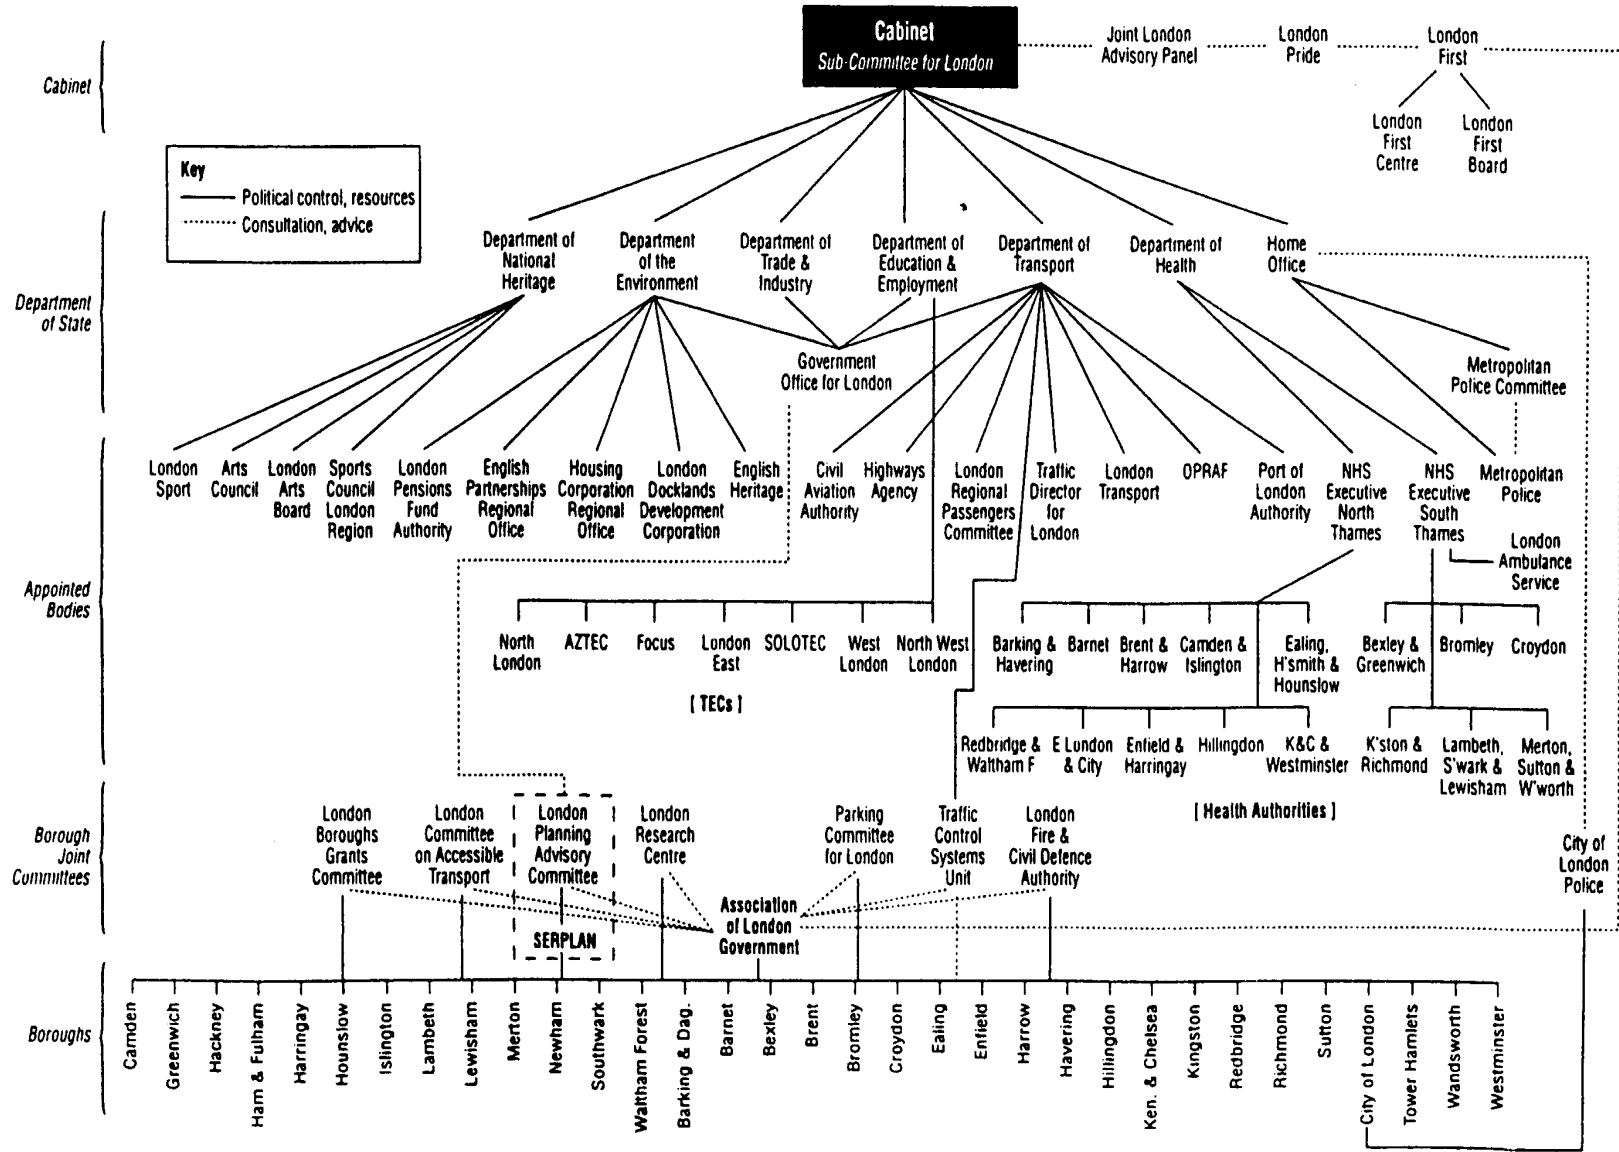 Cabinet
Sub-Committee for London
Joint London
Advisory Panel
London
Pride
London
First
London
First
Centre
London
First
Board
Cabinet
Key
Political control, resources
Consultation, advice
Department
of State
Department of
National
Heritage
Department
of the
Environment
Department of
Trade &
Industry
Department of
Education &
Employment
Department of
Transport
Department of
Health
Home
Office
Government
Office for London
Metropolitan
Police Committee
Appointed
Bodies
London
Sport
Arts
Council
London
Arts
Board
Sports
Council
London
Region
London
Pensions
Fund
Authority
English
Partnerships
Regional
Office
Housing
Corporation
Regional
Office
London
Docklands
Development
Corporation
English
Heritage
Civil
Aviation
Authority
Highways
Agency
London
Regional
Passengers
Committee
Traffic
Director
for
London
London
Transport
OPRAF
Port of
London
Authority
NHS
Executive
North
Thames
NHS
Executive
South
Thames
Metropolitan
Police
London
Ambulance
Service
North
London
AZTEC
Focus
London
East
SOLOTEC
West
London
North West
London
[ TECs ]
Barking &
Havering
Barnet
Brent &
Harrow
Camden &
Islington
Ealing,
H'smith &
Hounslow
Bexley &
Greenwich
Bromley
Croydon
Redbridge &
Waltham F
E London
& City
Enfield &
Harringay
Hillingdon
K&C &
Westminster
K'ston &
Richmond
Lambeth,
S'wark &
Lewisham
Merton,
Sutton &
W'worth
[ Health Authorities ]
Borough
Joint
Committees
London
Boroughs
Grants
Committee
London
Committee
on Accessible
Transport
London
Planning
Advisory
Committee
SERPLAN
London
Research
Centre
Association
of London
Government
Parking
Committee
for London
Traffic
Control
Systems
Unit
London
Fire &
Civil Defence
Authority
City of
London
Police
Boroughs
Camden
Greenwich
Hackney
Ham & Fulham
Harringay
Hounslow
Islington
Lambeth
Lewisham
Merton
Newham
Southwark
Waltham Forest
Barking & Dag.
Barnet
Bexley
Brent
Bromley
Croydon
Ealing
Enfield
Harrow
Havering
Hillingdon
Ken. & Chelsea
Kingston
Redbridge
Richmond
Sutton
City of London
Tower Hamlets
Wandsworth
Westminster